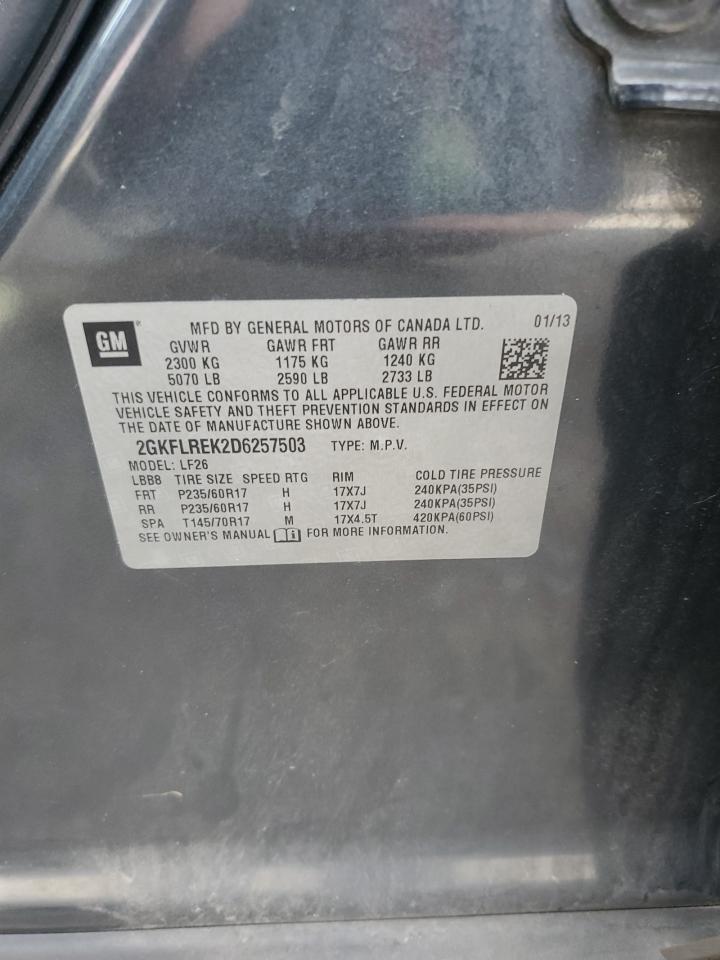 GM
MFD BY GENERAL MOTORS OF CANADA LTD. 01/13
GVWR GAWR FRT GAWR RR
2300 KG 1175 KG 1240 KG
5070 LB 2590 LB 2733 LB
THIS VEHICLE CONFORMS TO ALL APPLICABLE U.S. FEDERAL MOTOR
VEHICLE SAFETY AND THEFT PREVENTION STANDARDS IN EFFECT ON
THE DATE OF MANUFACTURE SHOWN ABOVE.
2GKFLREK2D6257503 TYPE: M.P.V.
MODEL: LF26
LBB8 TIRE SIZE SPEED RTG RIM COLD TIRE PRESSURE
FRT P235/60R17 H 17X7J 240KPA(35PSI)
RR P235/60R17 H 17X7J 240KPA(35PSI)
SPA T145/70R17 M 17X4.5T 420KPA(60PSI)
SEE OWNER'S MANUAL FOR MORE INFORMATION.